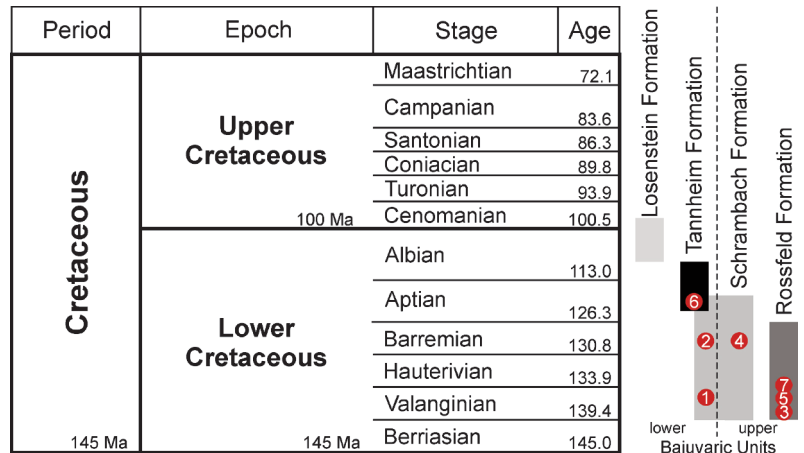 Period Epoch Stage Age
Maastrichtian 72.1
Campanian 83.6
Upper
Cretaceous
Santonian 86.3
Coniacian 89.8
Turonian 93.9
100 Ma Cenomanian 100.5
Albian 113.0
Aptian 126.3
Lower
Cretaceous
Barremian 130.8
Hauterivian 133.9
Valanginian 139.4
145 Ma 145 Ma Berriasian 145.0
Cretaceous
Losenstein Formation
Tannheim Formation
Schrambach Formation
Rossfeld Formation
6
2 4
7
1 5
3
lower upper
Bajuvaric Units